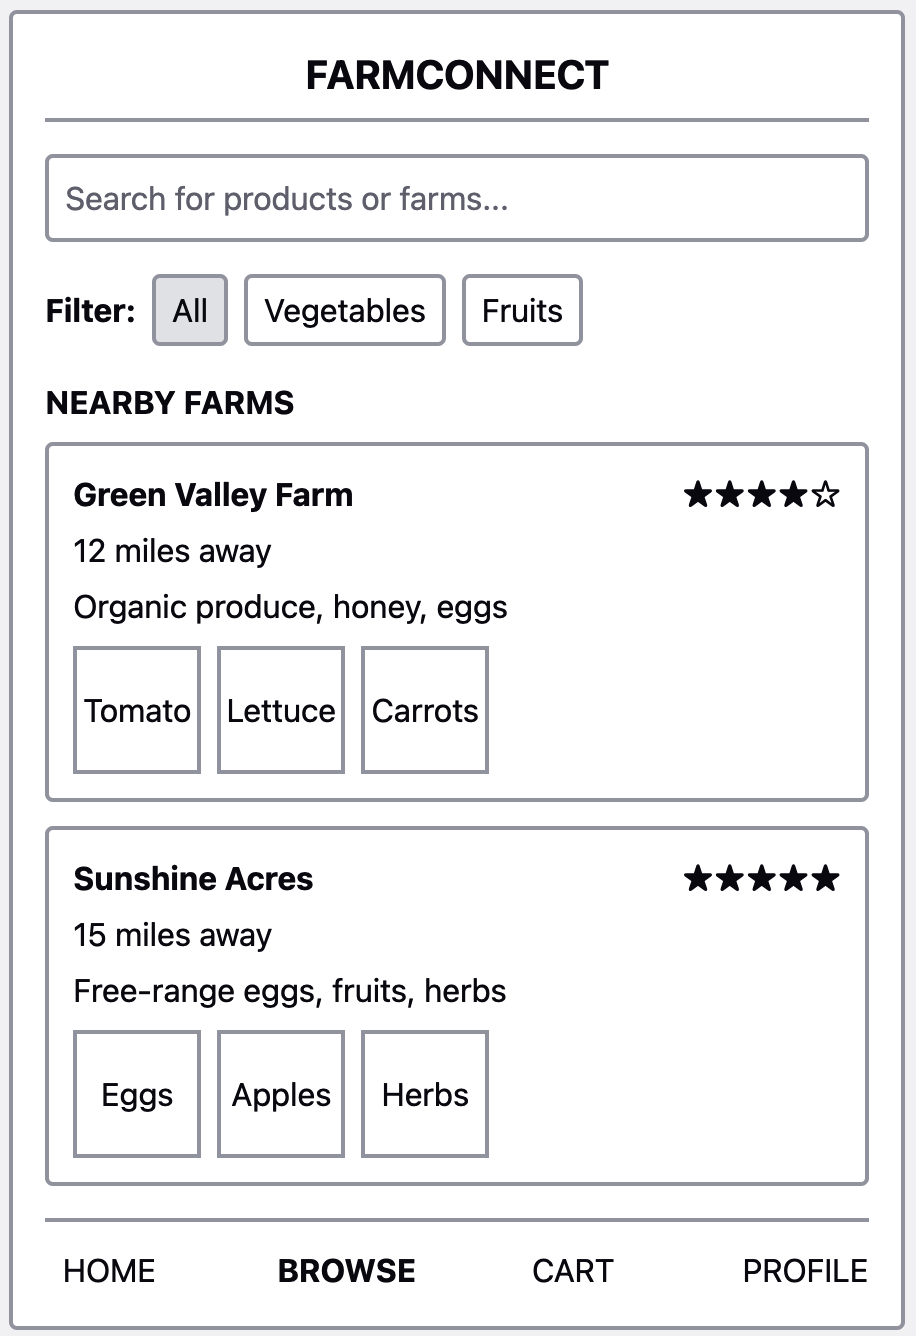 FARMCONNECT
Search for products or farms...
Filter: All Vegetables Fruits
NEARBY FARMS
Green Valley Farm ★★★★☆
12 miles away
Organic produce, honey, eggs
Tomato Lettuce Carrots
Sunshine Acres ★★★★★
15 miles away
Free-range eggs, fruits, herbs
Eggs Apples Herbs
HOME BROWSE CART PROFILE